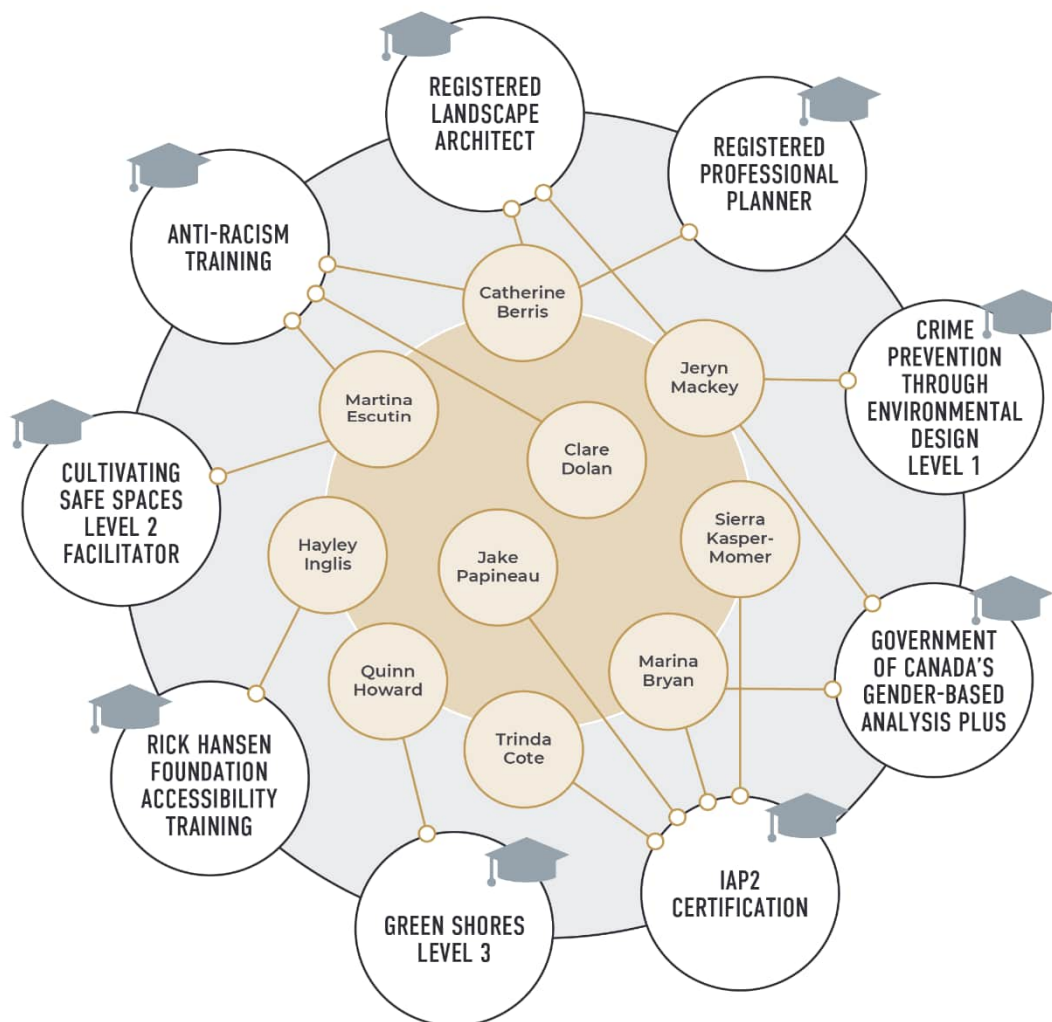 REGISTERED
LANDSCAPE
ARCHITECT
REGISTERED
PROFESSIONAL
PLANNER
ANTI-RACISM
TRAINING
CRIME
PREVENTION
THROUGH
ENVIRONMENTAL
DESIGN
LEVEL 1
CULTIVATING
SAFE SPACES
LEVEL 2
FACILITATOR
GOVERNMENT
OF CANADA'S
GENDER-BASED
ANALYSIS PLUS
RICK HANSEN
FOUNDATION
ACCESSIBILITY
TRAINING
GREEN SHORES
LEVEL 3
IAP2
CERTIFICATION
Catherine
Berris
Jeryn
Mackey
Martina
Escutin
Clare
Dolan
Hayley
Inglis
Jake
Papineau
Sierra
Kasper-
Momer
Quinn
Howard
Marina
Bryan
Trinda
Cote